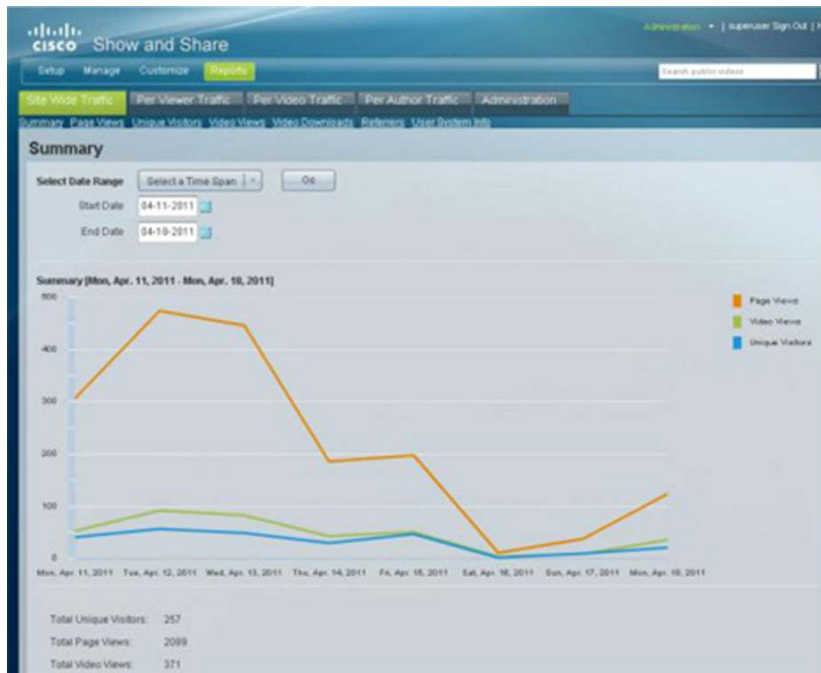 Administration | superuser Sign Out |
CISCO Show and Share
Setup Manage Customize Reports
Search public videos
Site Wide Traffic Per Viewer Traffic Per Video Traffic Per Author Traffic Administration
Summary Page Views Unique Visitors Video Views Video Downloads Referrers User System Info
Summary
Select Date Range Select a Time Span Go
Start Date 04-11-2011
End Date 04-18-2011
Summary [Mon, Apr. 11, 2011 - Mon, Apr. 18, 2011]
500
Page Views
Video Views
Unique Visitors
400
300
200
100
0
Mon, Apr. 11, 2011 Tue, Apr. 12, 2011 Wed, Apr. 13, 2011 Thu, Apr. 14, 2011 Fri, Apr. 15, 2011 Sat, Apr. 16, 2011 Sun, Apr. 17, 2011 Mon, Apr. 18, 2011
Total Unique Visitors: 257
Total Page Views: 2089
Total Video Views: 371